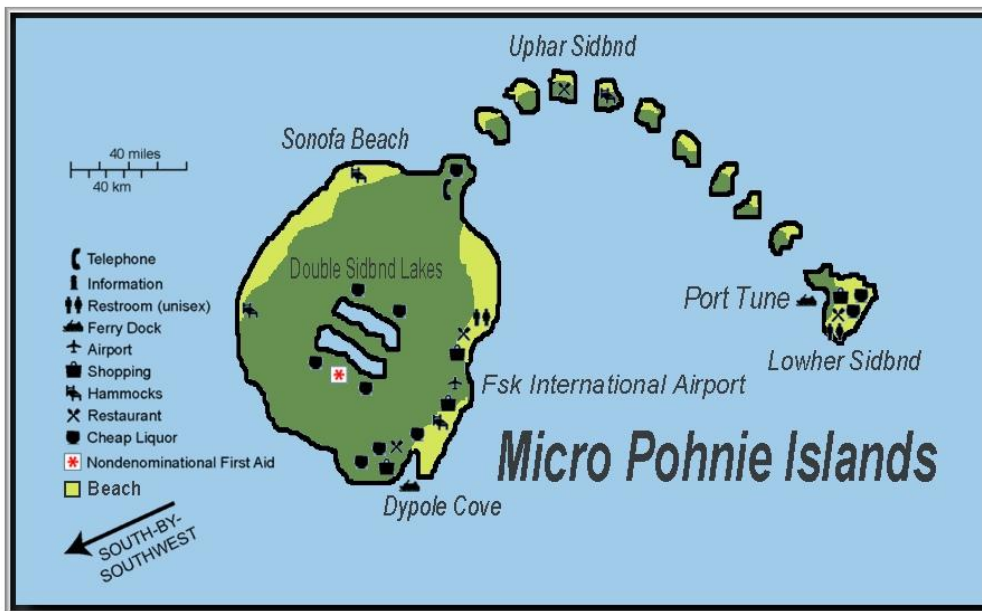 Uphar Sidbnd
Sonofa Beach
40 miles
40 km
Double Sidbnd Lakes
Telephone
Information
Restroom (unisex)
Ferry Dock
Airport
Shopping
Hammocks
Restaurant
Cheap Liquor
Nondenominational First Aid
Beach
SOUTH-BY-
SOUTHWEST
Port Tune
Lowher Sidbnd
Fsk International Airport
Micro Pohnie Islands
Dypole Cove